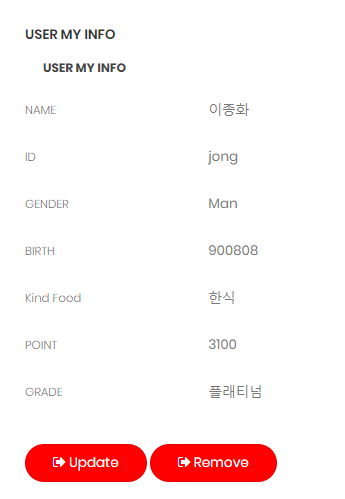 USER MY INFO
USER MY INFO
NAME 이종화
ID jong
GENDER Man
BIRTH 900808
Kind Food 한식
POINT 3100
GRADE 플래티넘
Update Remove